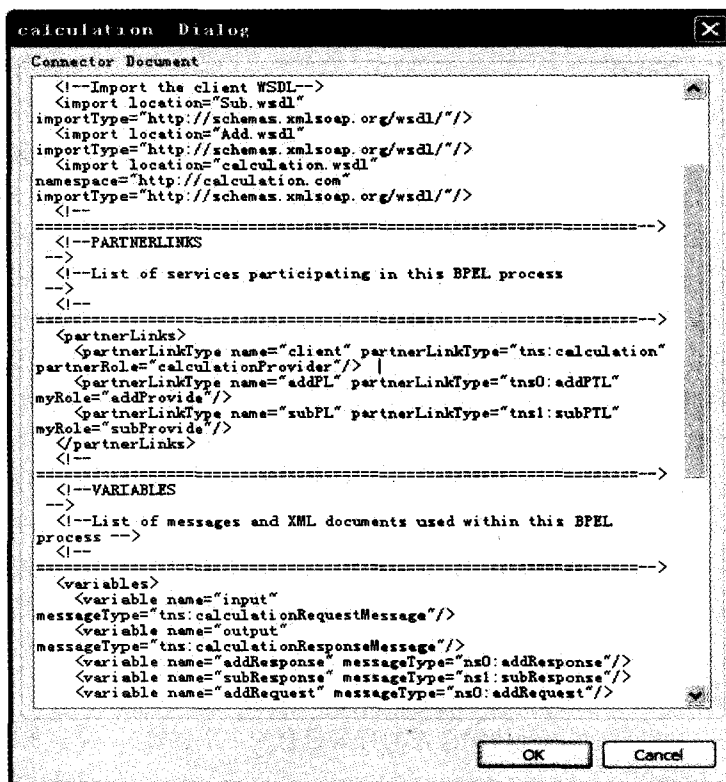 calculation Dialog
Connector Document
<!--Import the client WSDL-->
<import location="Sub.wsdl"
importType="http://schemas.xmlsoap.org/wsdl/"/>
<import location="Add.wsdl"
importType="http://schemas.xmlsoap.org/wsdl/"/>
<import location="calculation.wsdl"
namespace="http://calculation.com"
importType="http://schemas.xmlsoap.org/wsdl/"/>
<!--
=================================================================-->
<!--PARTNERLINKS
-->
<!--List of services participating in this BPEL process
-->
<!--
=================================================================-->
<partnerLinks>
<partnerLinkType name="client" partnerLinkType="tns:calculation"
partnerRole="calculationProvider"/>
<partnerLinkType name="addPL" partnerLinkType="tns0:addPTL"
myRole="addProvide"/>
<partnerLinkType name="subPL" partnerLinkType="tns1:subPTL"
myRole="subProvide"/>
</partnerLinks>
<!--
=================================================================-->
<!--VARIABLES
-->
<!--List of messages and XML documents used within this BPEL
process -->
<!--
=================================================================-->
<variables>
<variable name="input"
messageType="tns:calculationRequestMessage"/>
<variable name="output"
messageType="tns:calculationResponseMessage"/>
<variable name="addResponse" messageType="ns0:addResponse"/>
<variable name="subResponse" messageType="ns1:subResponse"/>
<variable name="addRequest" messageType="ns0:addRequest"/>
OK
Cancel